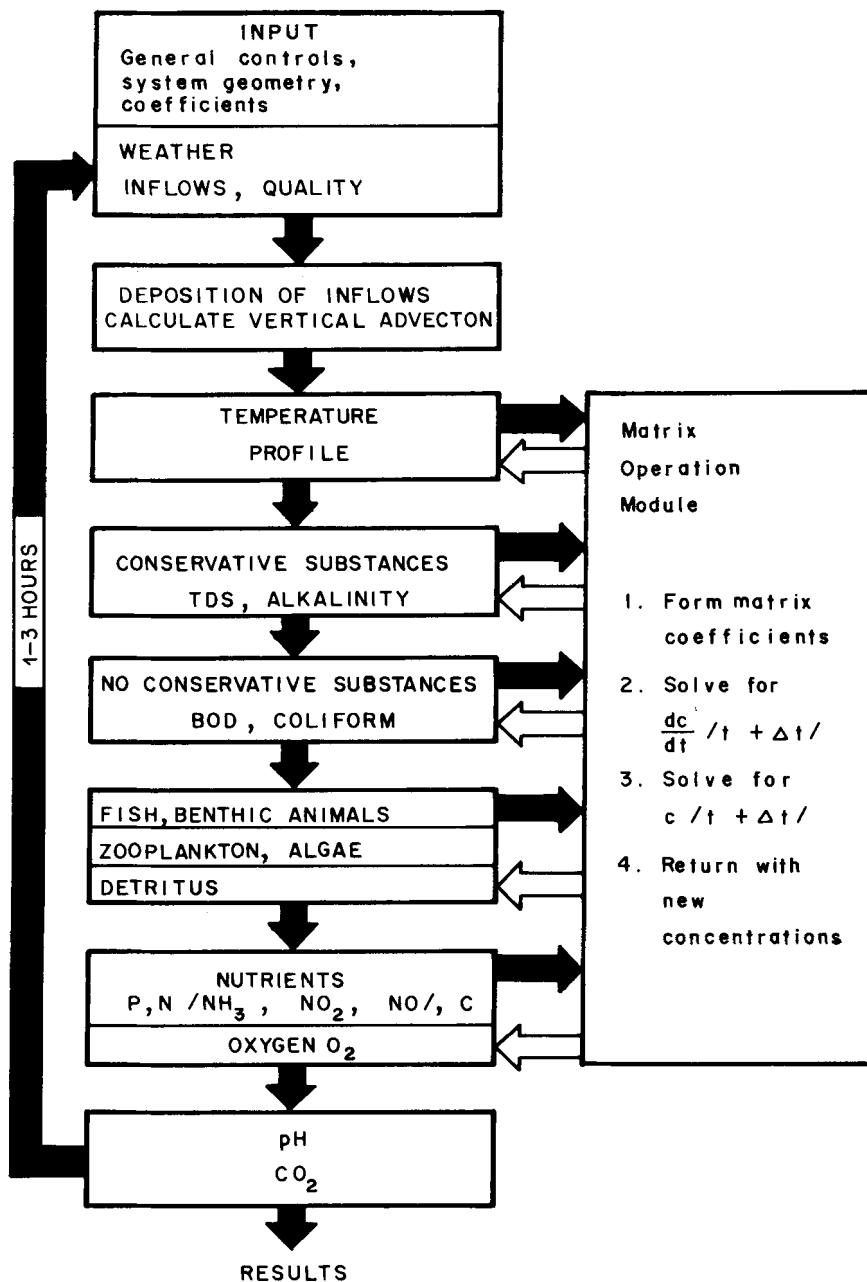 INPUT
General controls,
system geometry,
coefficients
WEATHER
INFLOWS, QUALITY
DEPOSITION OF INFLOWS
CALCULATE VERTICAL ADVECTON
TEMPERATURE
PROFILE
CONSERVATIVE SUBSTANCES
TDS, ALKALINITY
NO CONSERVATIVE SUBSTANCES
BOD, COLIFORM
FISH, BENTHIC ANIMALS
ZOOPLANKTON, ALGAE
DETRITUS
NUTRIENTS
P, N /NH₃, NO₂, NO/, C
OXYGEN O₂
pH
CO₂
RESULTS
1-3 HOURS
Matrix
Operation
Module
1. Form matrix
coefficients
2. Solve for
dc/dt /t + Δt/
3. Solve for
c /t + Δt/
4. Return with
new
concentrations